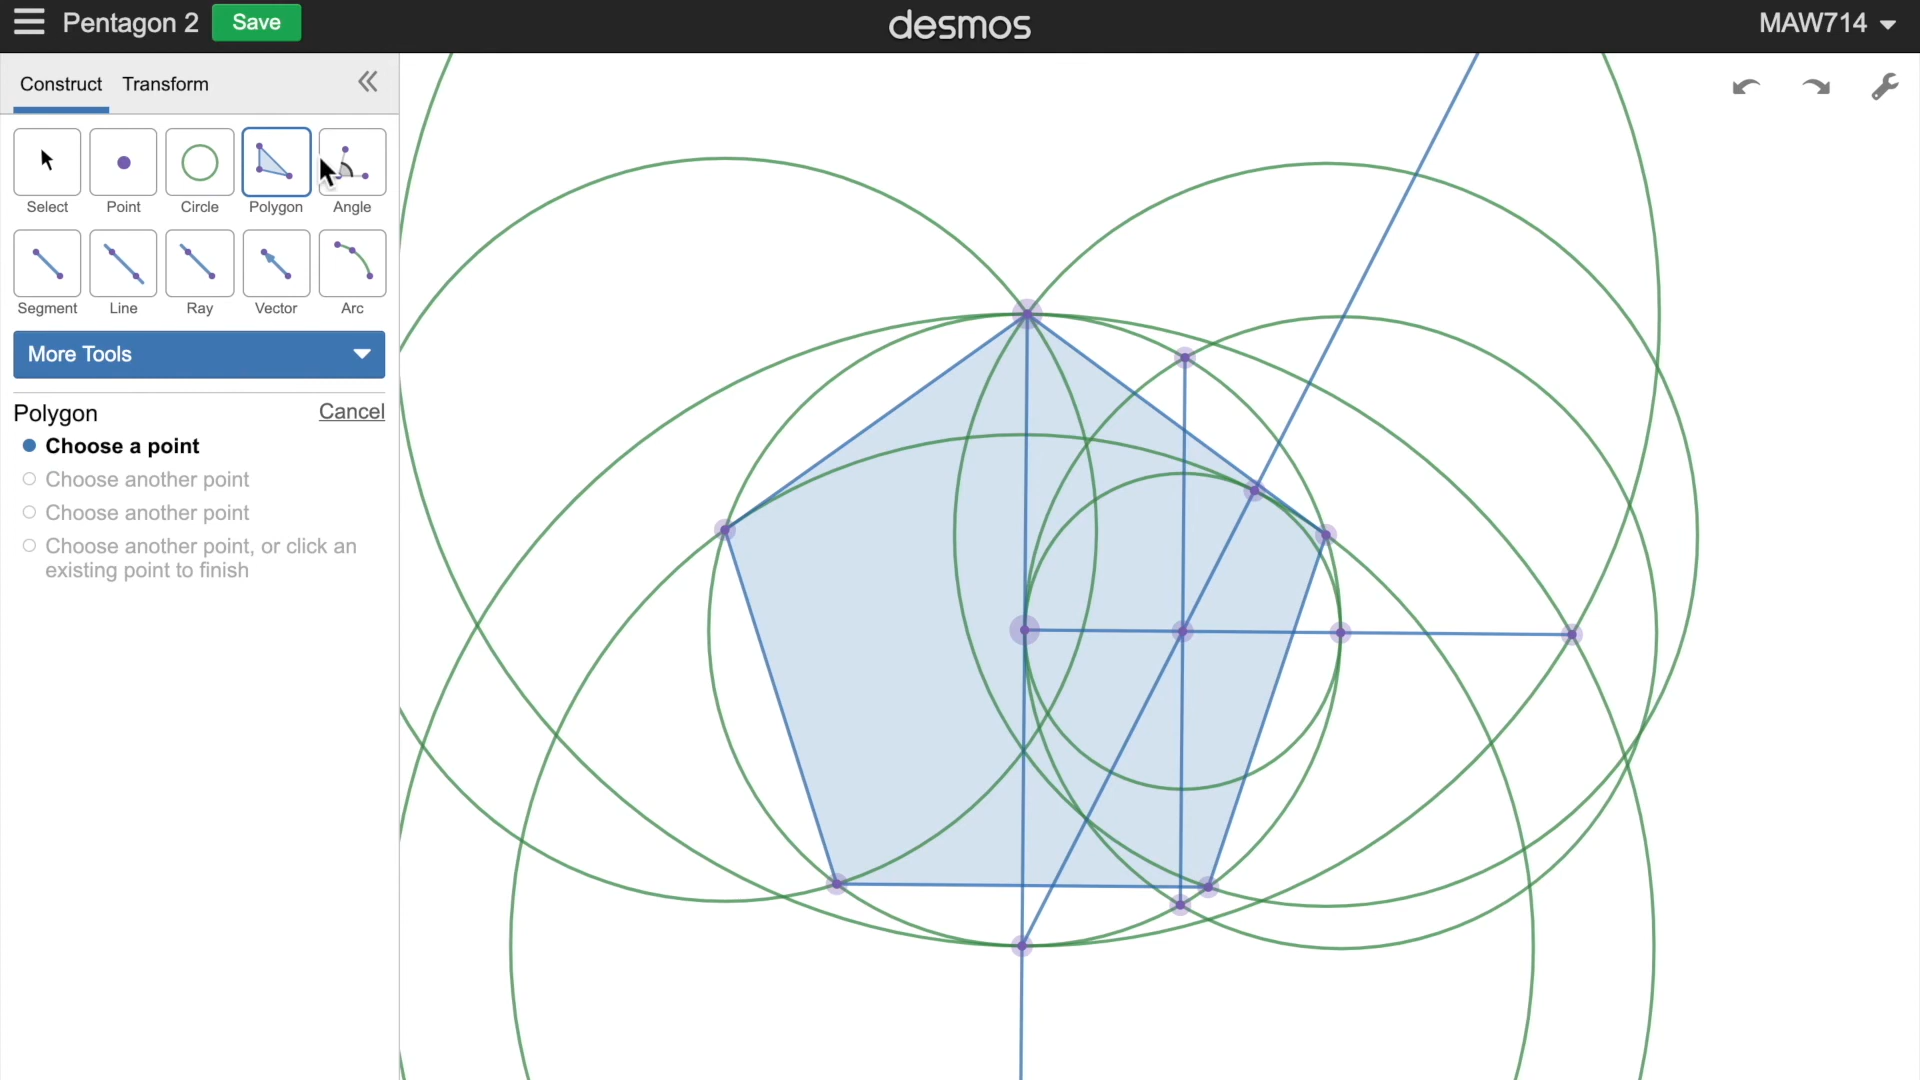 Pentagon 2
Save
desmos
MAW714
Construct
Transform
Select
Point
Circle
Polygon
Angle
Segment
Line
Ray
Vector
Arc
More Tools
Polygon
Cancel
Choose a point
Choose another point
Choose another point
Choose another point, or click an
existing point to finish